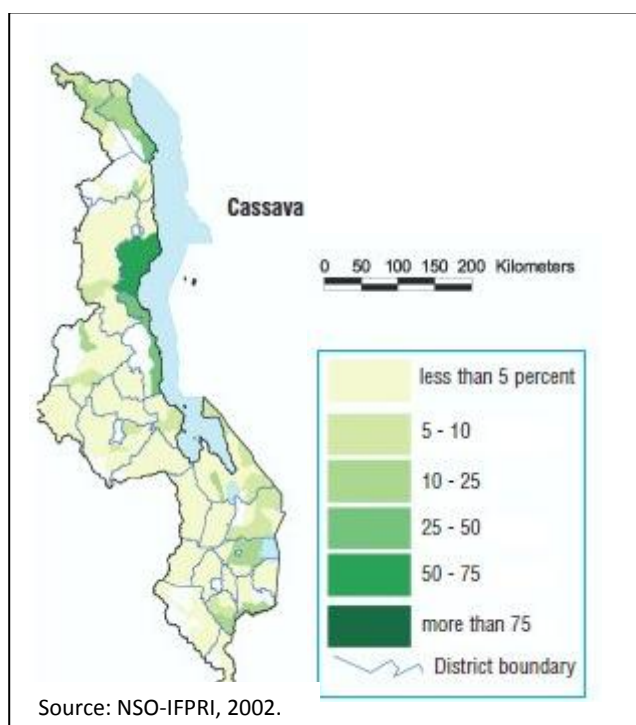 Cassava
0 50 100 150 200 Kilometers
less than 5 percent
5 - 10
10 - 25
25 - 50
50 - 75
more than 75
District boundary
Source: NSO-IFPRI, 2002.